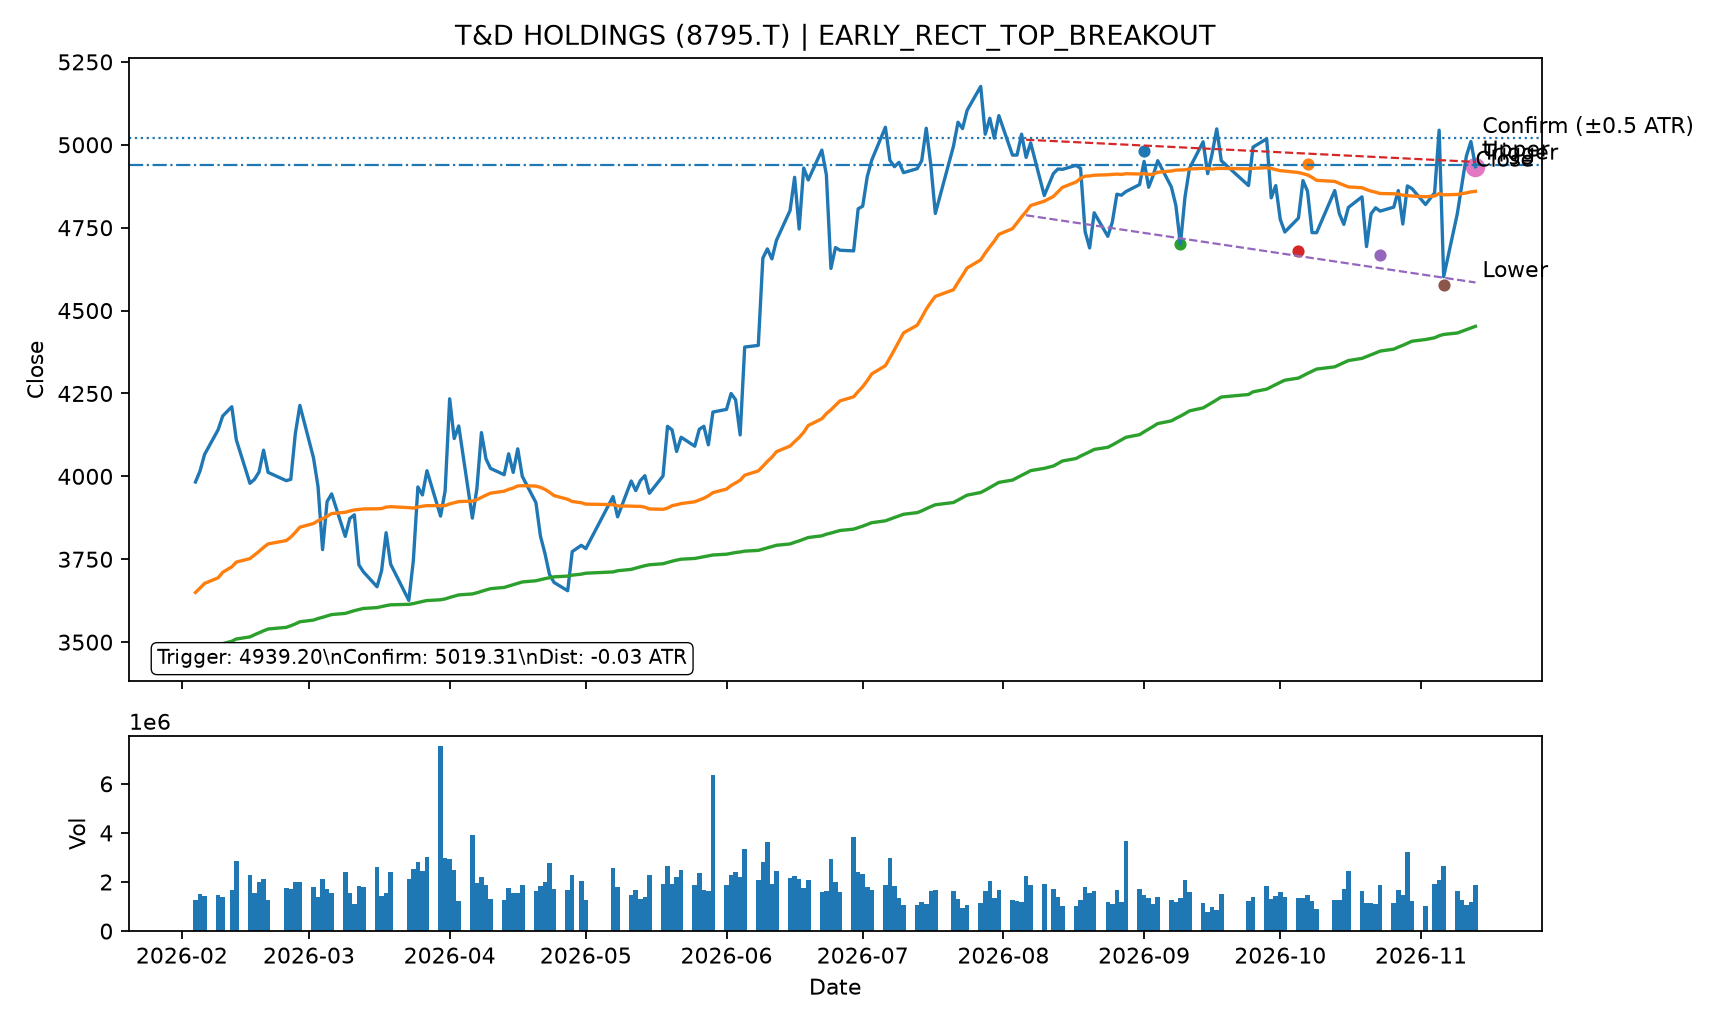 T&D HOLDINGS (8795.T) | EARLY_RECT_TOP_BREAKOUT
Close
5250
5000
4750
4500
4250
4000
3750
3500
Confirm (±0.5 ATR)
Upper
Trigger
Close
Lower
Trigger: 4939.20\nConfirm: 5019.31\nDist: -0.03 ATR
1e6
Vol
6
4
2
0
2026-02
2026-03
2026-04
2026-05
2026-06
2026-07
2026-08
2026-09
2026-10
2026-11
Date